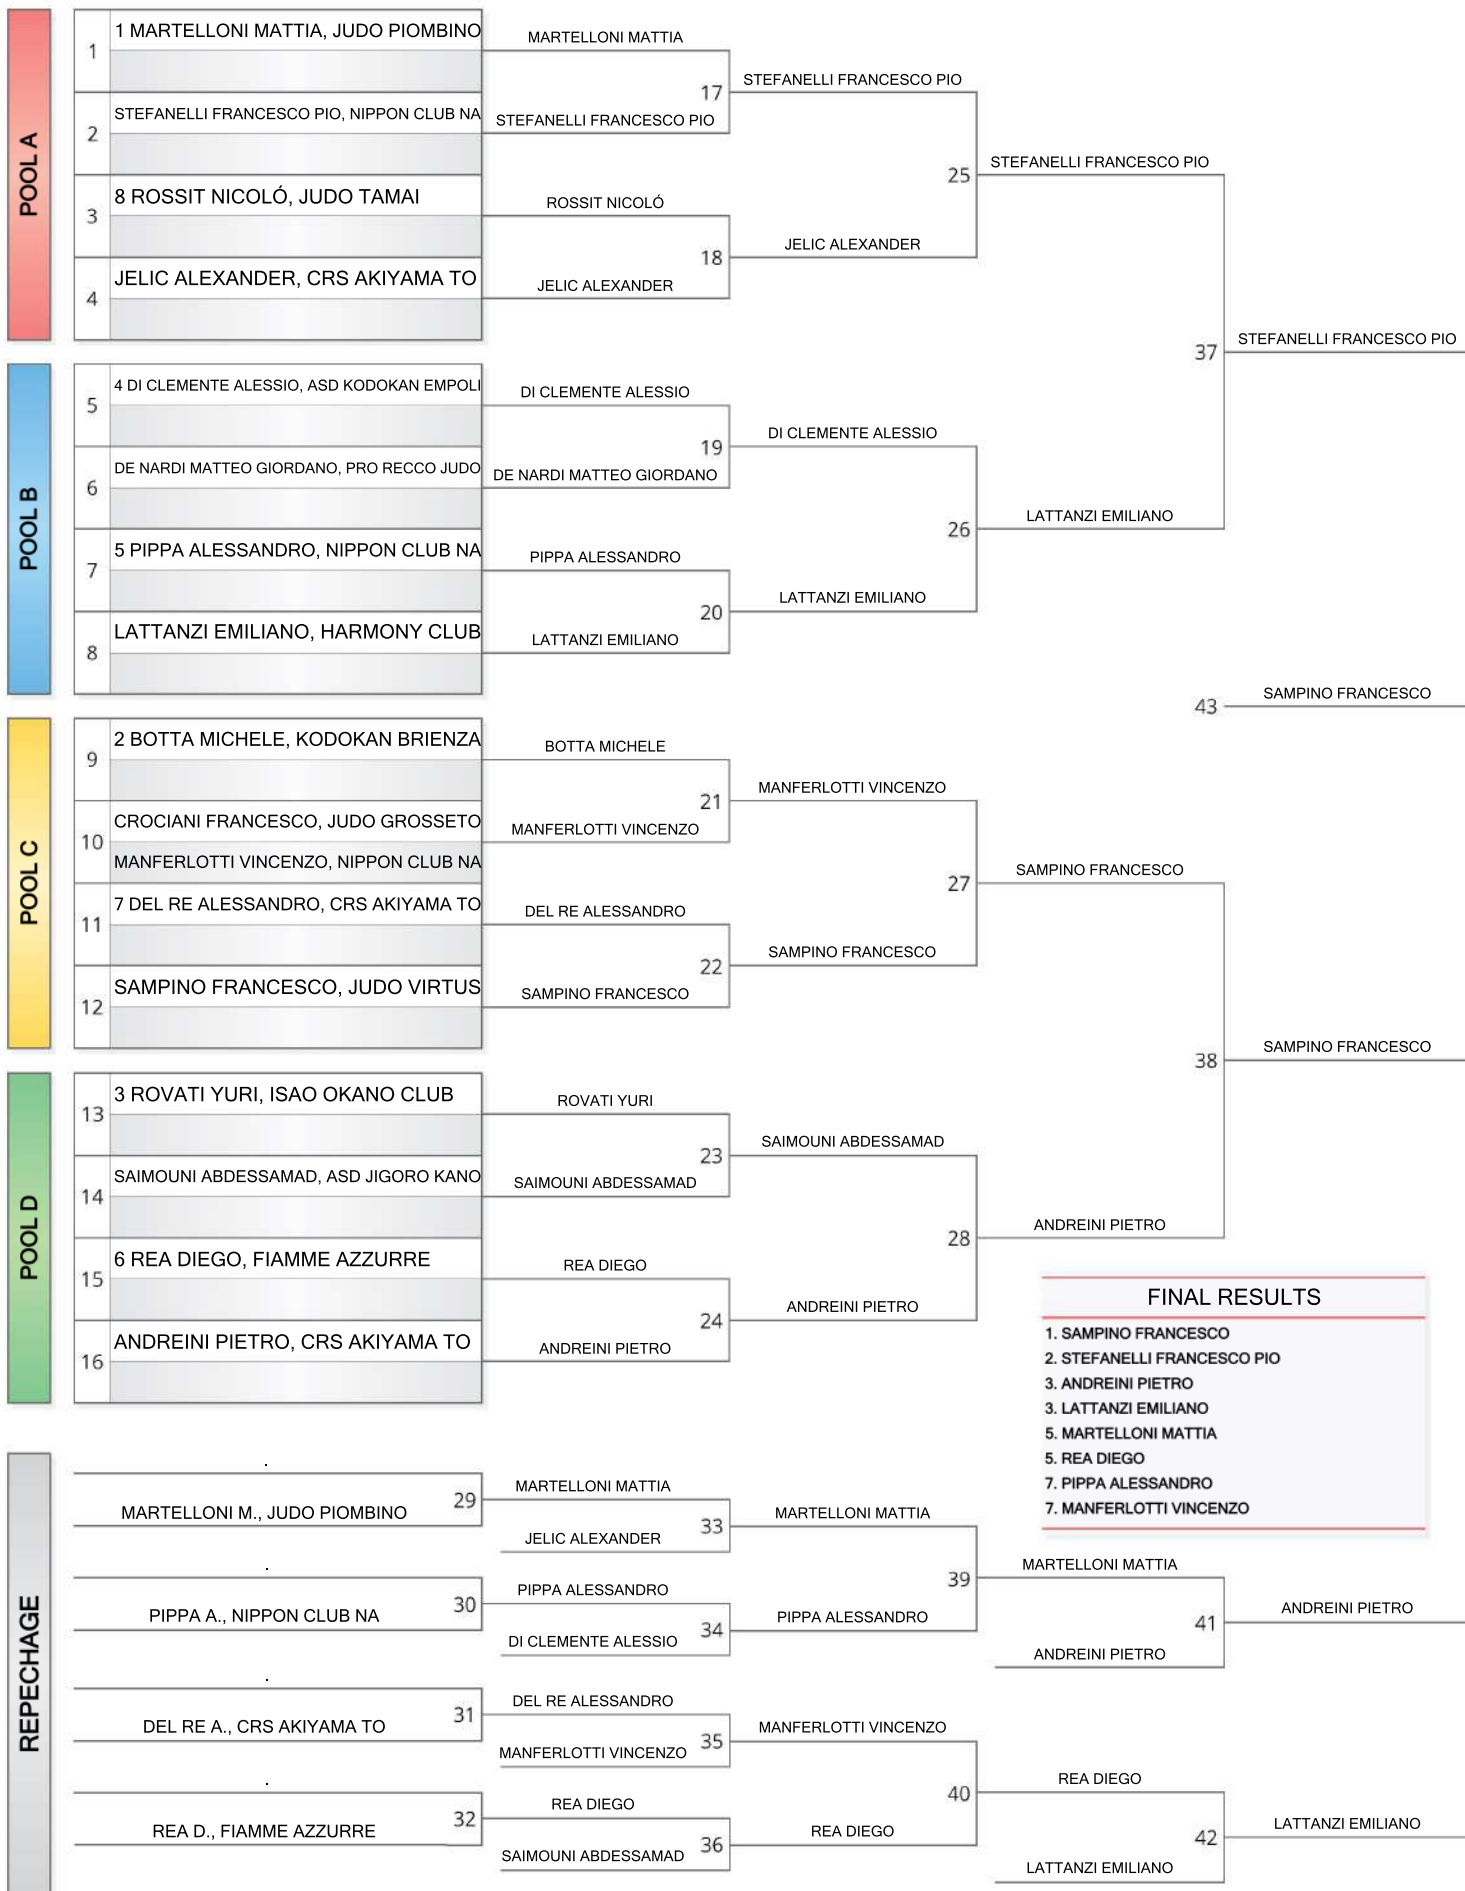 POOL A
1
1 MARTELLONI MATTIA, JUDO PIOMBINO
2
STEFANELLI FRANCESCO PIO, NIPPON CLUB NA
3
8 ROSSIT NICOLÓ, JUDO TAMAI
4
JELIC ALEXANDER, CRS AKIYAMA TO
MARTELLONI MATTIA
17
STEFANELLI FRANCESCO PIO
STEFANELLI FRANCESCO PIO
ROSSIT NICOLÓ
18
JELIC ALEXANDER
JELIC ALEXANDER
25
STEFANELLI FRANCESCO PIO
37
STEFANELLI FRANCESCO PIO
POOL B
5
4 DI CLEMENTE ALESSIO, ASD KODOKAN EMPOLI
6
DE NARDI MATTEO GIORDANO, PRO RECCO JUDO
7
5 PIPPA ALESSANDRO, NIPPON CLUB NA
8
LATTANZI EMILIANO, HARMONY CLUB
DI CLEMENTE ALESSIO
19
DE NARDI MATTEO GIORDANO
DI CLEMENTE ALESSIO
PIPPA ALESSANDRO
20
LATTANZI EMILIANO
LATTANZI EMILIANO
26
LATTANZI EMILIANO
43
SAMPINO FRANCESCO
POOL C
9
2 BOTTA MICHELE, KODOKAN BRIENZA
10
CROCIANI FRANCESCO, JUDO GROSSETO
MANFERLOTTI VINCENZO, NIPPON CLUB NA
11
7 DEL RE ALESSANDRO, CRS AKIYAMA TO
12
SAMPINO FRANCESCO, JUDO VIRTUS
BOTTA MICHELE
21
MANFERLOTTI VINCENZO
MANFERLOTTI VINCENZO
DEL RE ALESSANDRO
22
SAMPINO FRANCESCO
SAMPINO FRANCESCO
27
SAMPINO FRANCESCO
38
SAMPINO FRANCESCO
POOL D
13
3 ROVATI YURI, ISAO OKANO CLUB
14
SAIMOUNI ABDESSAMAD, ASD JIGORO KANO
15
6 REA DIEGO, FIAMME AZZURRE
16
ANDREINI PIETRO, CRS AKIYAMA TO
ROVATI YURI
23
SAIMOUNI ABDESSAMAD
SAIMOUNI ABDESSAMAD
REA DIEGO
24
ANDREINI PIETRO
ANDREINI PIETRO
28
ANDREINI PIETRO
FINAL RESULTS
1. SAMPINO FRANCESCO
2. STEFANELLI FRANCESCO PIO
3. ANDREINI PIETRO
3. LATTANZI EMILIANO
5. MARTELLONI MATTIA
5. REA DIEGO
7. PIPPA ALESSANDRO
7. MANFERLOTTI VINCENZO
REPECHAGE
.
29
MARTELLONI M., JUDO PIOMBINO
.
30
PIPPA A., NIPPON CLUB NA
.
31
DEL RE A., CRS AKIYAMA TO
.
32
REA D., FIAMME AZZURRE
MARTELLONI MATTIA
33
JELIC ALEXANDER
MARTELLONI MATTIA
PIPPA ALESSANDRO
34
DI CLEMENTE ALESSIO
PIPPA ALESSANDRO
39
MARTELLONI MATTIA
41
ANDREINI PIETRO
ANDREINI PIETRO
DEL RE ALESSANDRO
35
MANFERLOTTI VINCENZO
MANFERLOTTI VINCENZO
REA DIEGO
36
SAIMOUNI ABDESSAMAD
REA DIEGO
40
REA DIEGO
42
LATTANZI EMILIANO
LATTANZI EMILIANO